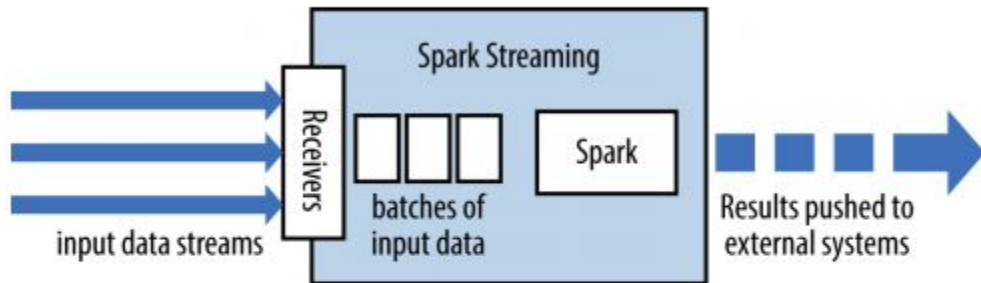 Spark Streaming
Receivers
Spark
batches of
input data
input data streams
Results pushed to
external systems